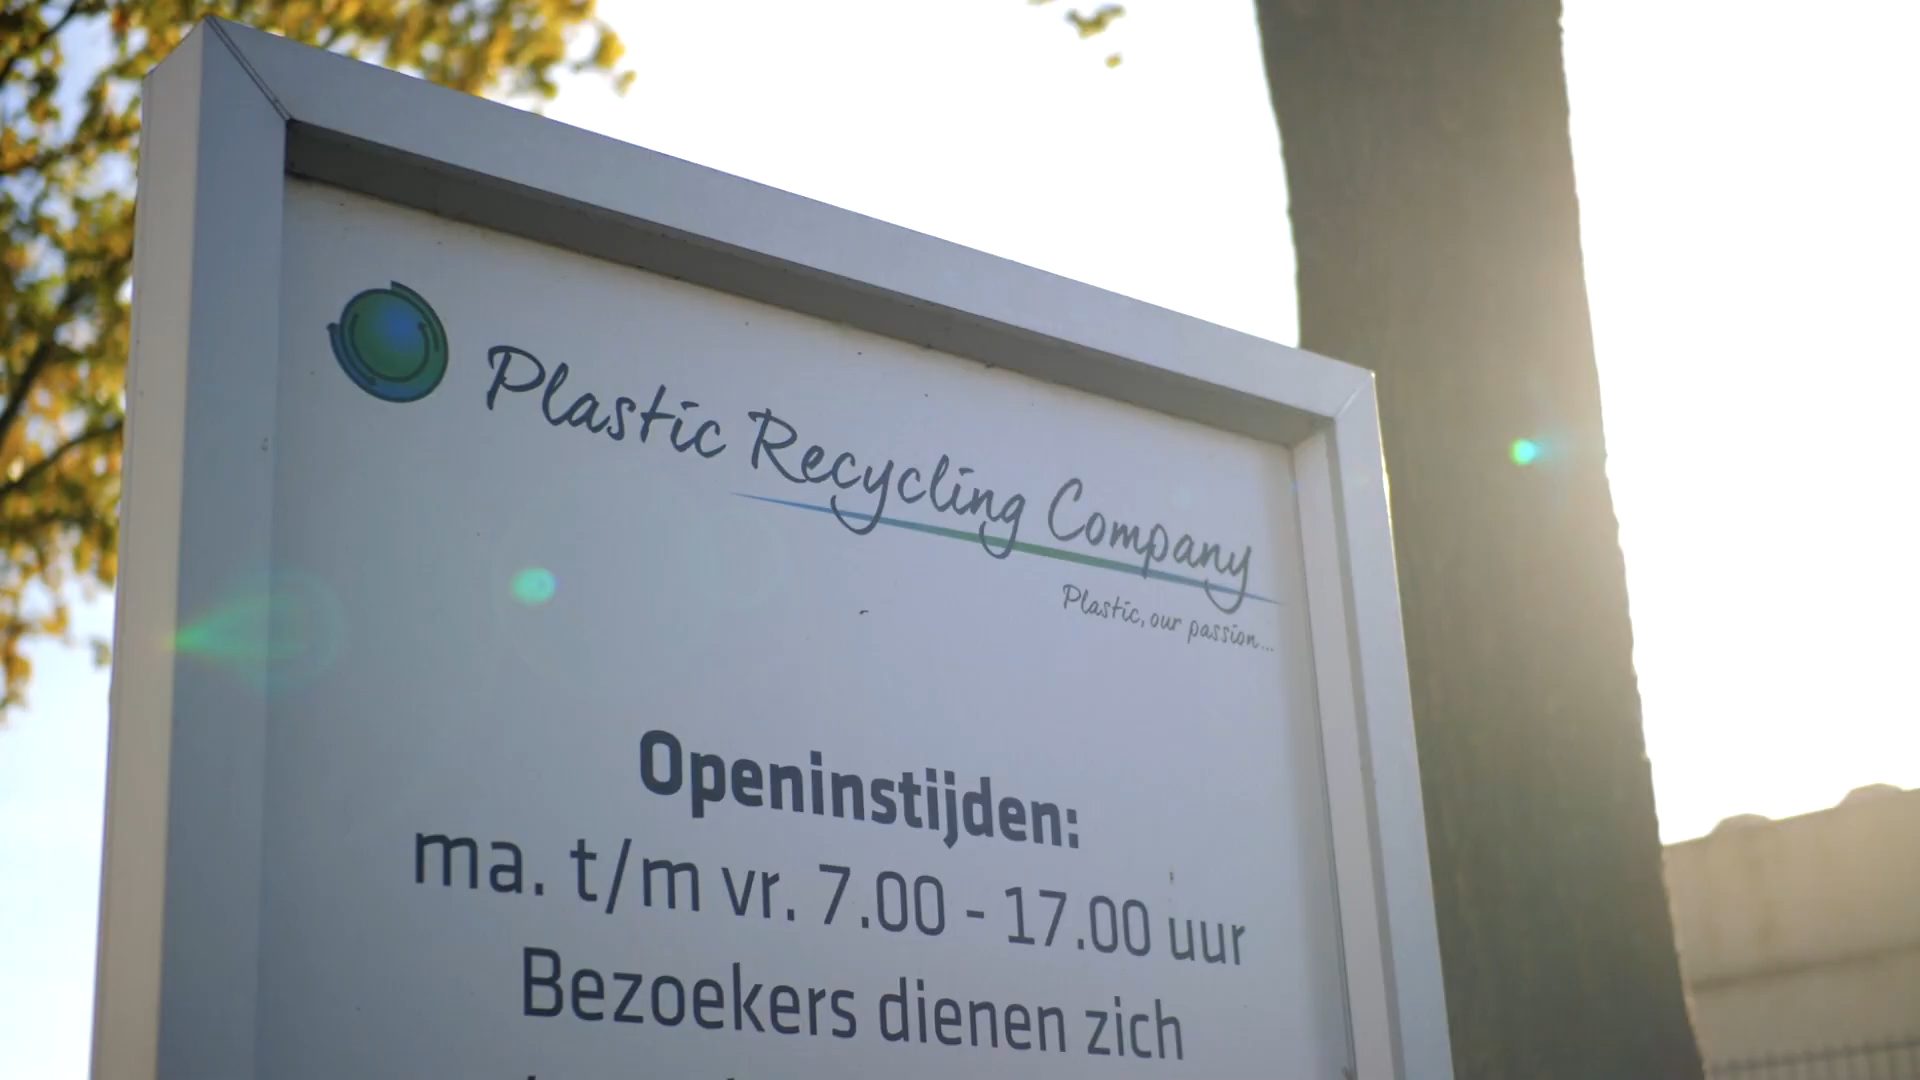 Plastic Recycling Company
Plastic, our passion...
Openinstijden:
ma. t/m vr. 7.00 - 17.00 uur
Bezoekers dienen zich